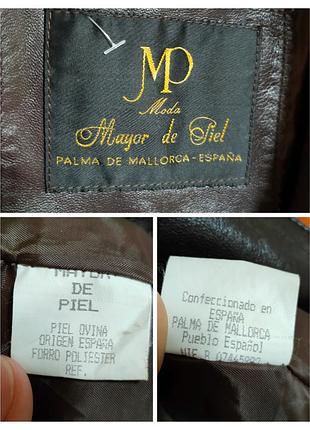 MP
Moda
Mayor de Piel
PALMA DE MALLORCA - ESPAÑA
MAYOR
DE
PIEL
PIEL OVINA
ORIGEN ESPAÑA
FORRO POLIESTER
REF.
Confeccionado en
ESPAÑA
PALMA DE MALLORCA
Pueblo Español